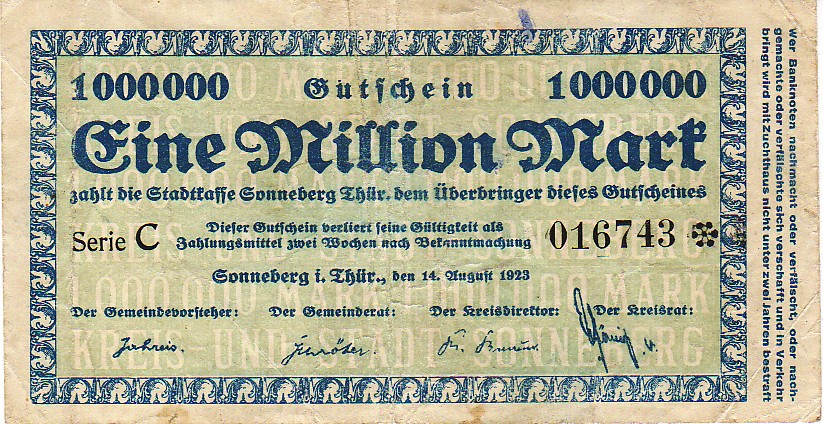 1000000 Gutschein 1000000
Eine Million Mark
zahlt die Stadtkasse Sonneberg Thür. dem Überbringer dieses Gutscheines
Dieser Gutschein verliert seine Gültigkeit als
Zahlungsmittel zwei Wochen nach Bekanntmachung
Serie C
016743
Sonneberg i. Thür., den 14. August 1923
Der Gemeindevorsteher: Der Gemeinderat: Der Kreisdirektor: Der Kreisrat:
Wer Banknoten nachmacht oder verfälscht, oder nach-
gemachte oder verfälschte sich verschafft und in Verkehr
bringt wird mit Zuchthaus nicht unter zwei Jahren bestraft